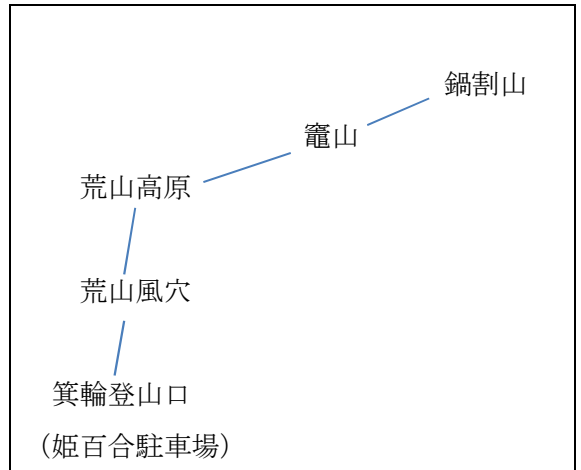 鍋割山
竈山
荒山高原
荒山風穴
箕輪登山口
（姫百合駐車場）